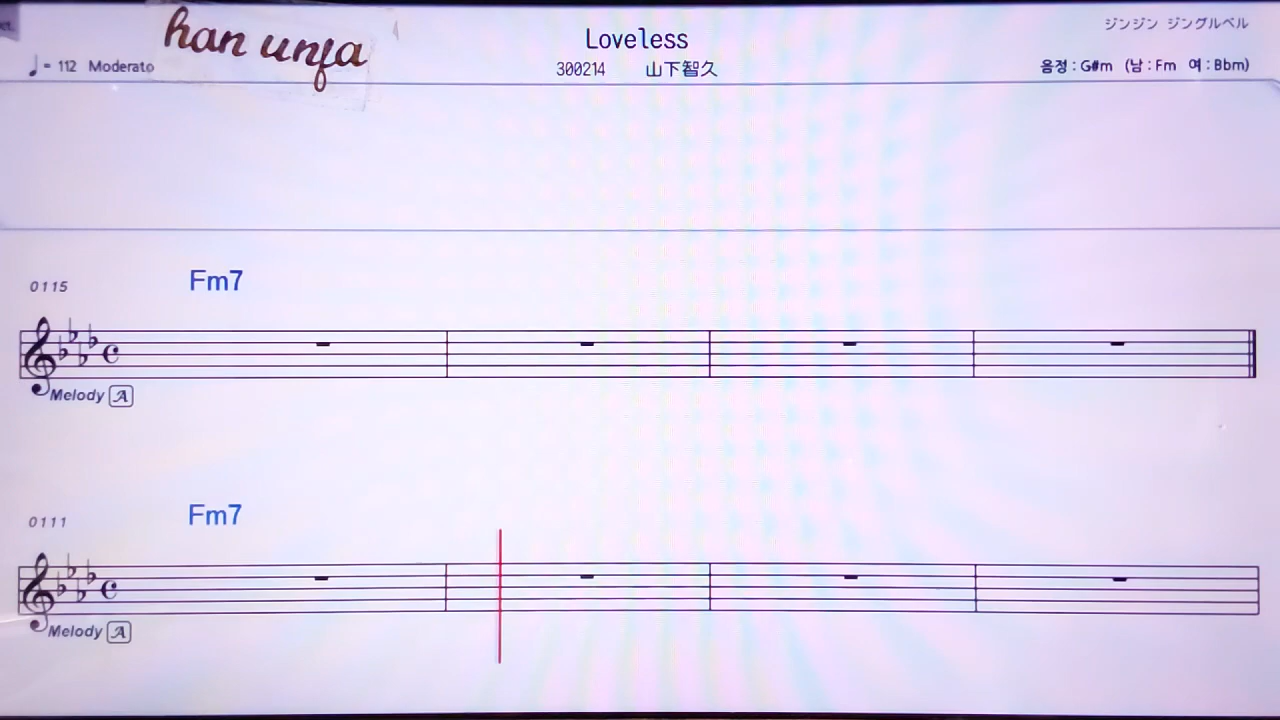 han unfa
Loveless
ジンジン ジングルベル
♩= 112 Moderato
300214 山下智久
음정 : G#m (남 : Fm 여 : Bbm)
Fm7
0115
Melody A
Fm7
0111
Melody A